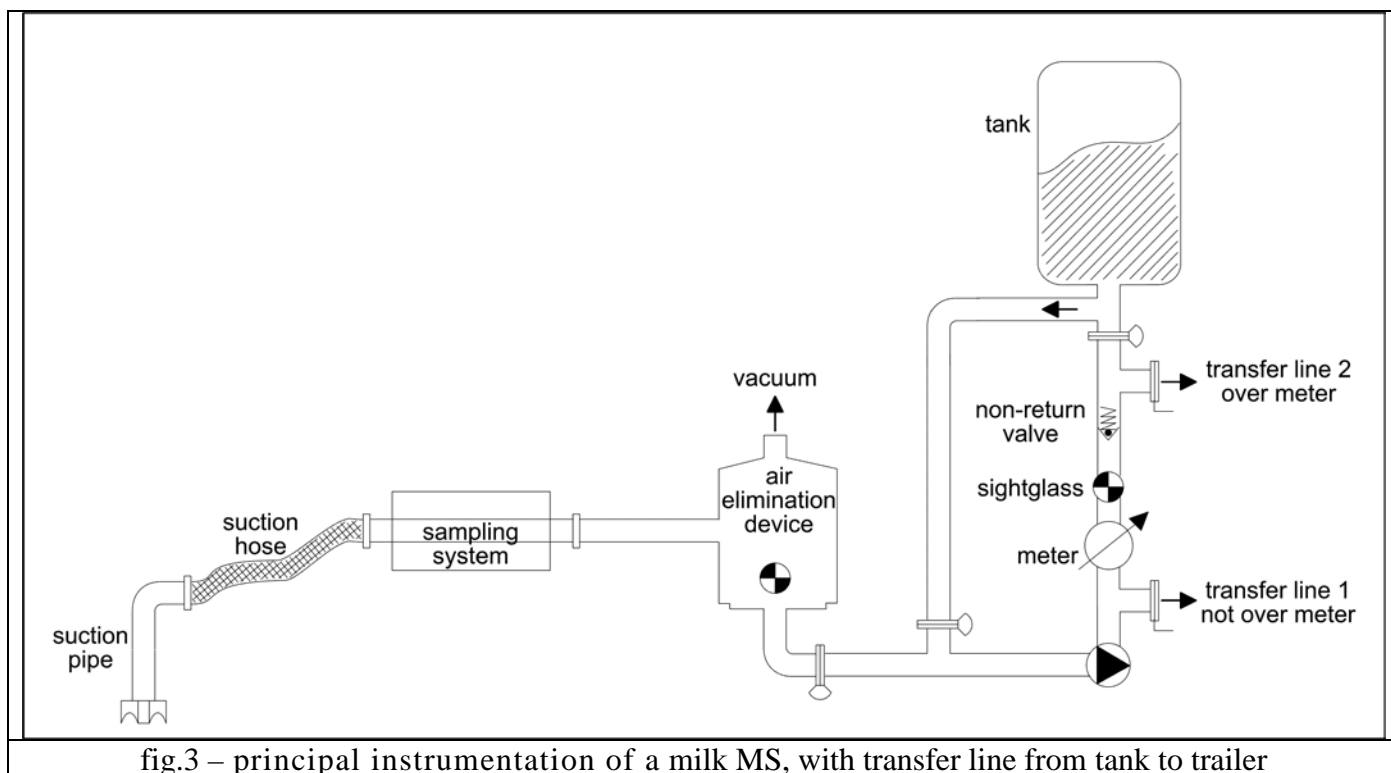 tank
transfer line 2
over meter
vacuum
non-return
valve
air
elimination
device
sightglass
suction
hose
sampling
system
meter
transfer line 1
not over meter
suction
pipe
fig.3 – principal instrumentation of a milk MS, with transfer line from tank to trailer